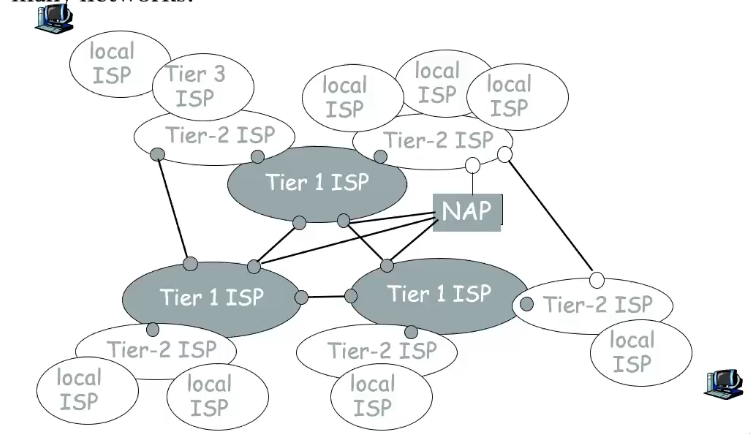 many networks.
local
ISP
Tier 3
ISP
local
ISP
local
ISP
local
ISP
Tier-2 ISP
Tier-2 ISP
Tier 1 ISP
NAP
Tier 1 ISP
Tier 1 ISP
Tier-2 ISP
Tier-2 ISP
Tier-2 ISP
local
ISP
local
ISP
local
ISP
local
ISP